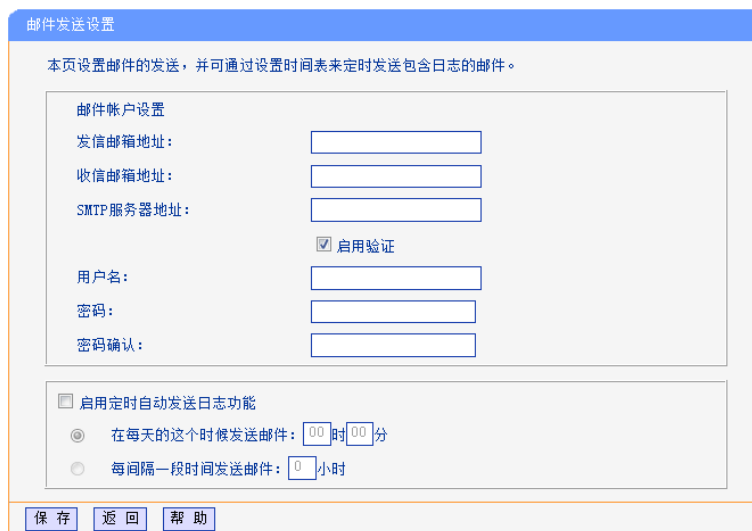 邮件发送设置
本页设置邮件的发送，并可通过设置时间表来定时发送包含日志的邮件。
邮件帐户设置
发信邮箱地址：
收信邮箱地址：
SMTP服务器地址：
启用验证
用户名：
密码：
密码确认：
启用定时自动发送日志功能
在每天的这个时候发送邮件：00时00分
每间隔一段时间发送邮件：0小时
保存 返回 帮助